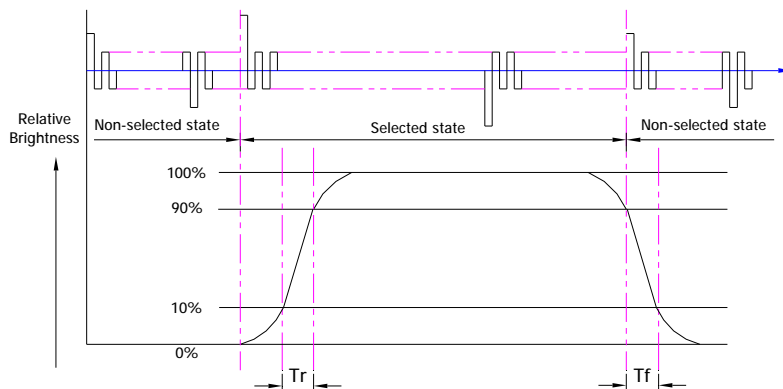 Relative
Brightness
Non-selected state
Selected state
Non-selected state
100%
90%
10%
0%
Tr
Tf